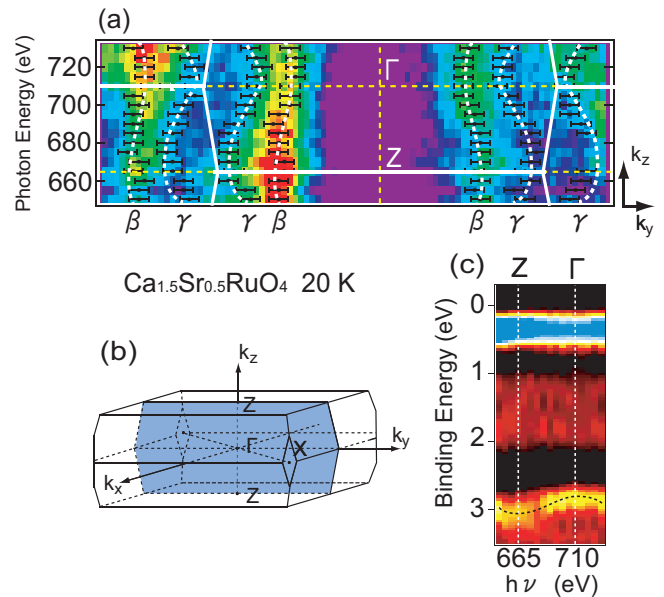 (a)
Photon Energy (eV)
720
700
680
660
Γ
Z
k_z
k_y
β γ γ β β γ γ
Ca1.5Sr0.5RuO4 20 K
(b)
k_z
Z
Γ
X
k_y
k_x
Z
(c)
Z Γ
Binding Energy (eV)
0
1
2
3
665 710
hν (eV)